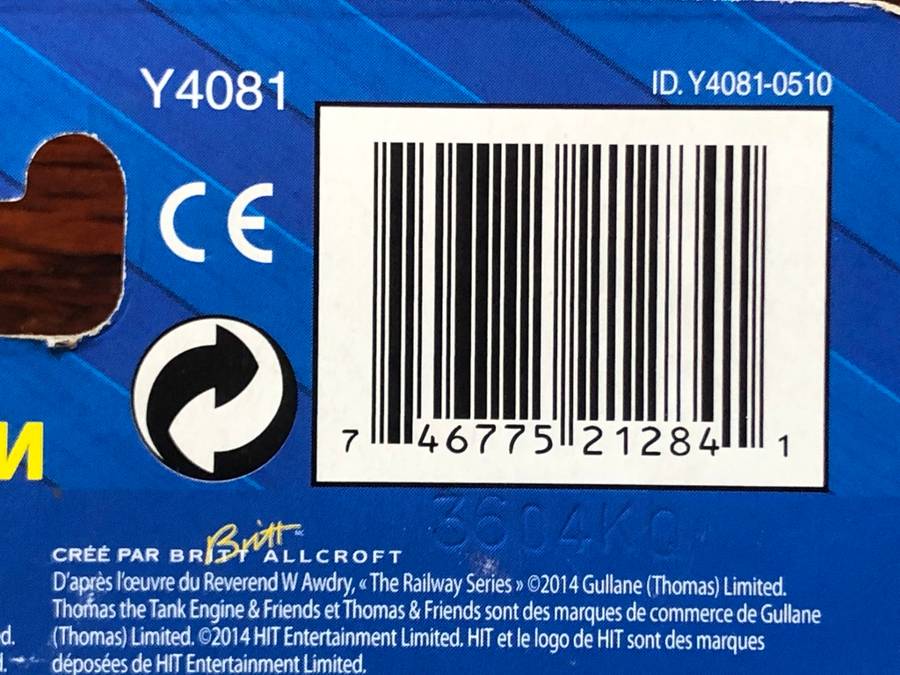 Y4081
ID. Y4081-0510
CE
7 46775 21284 1
3604KQ
CRÉÉ PAR BRITT ALLCROFT
Britt
D'après l'œuvre du Reverend W Awdry, « The Railway Series » ©2014 Gullane (Thomas) Limited.
Thomas the Tank Engine & Friends et Thomas & Friends sont des marques de commerce de Gullane
d. (Thomas) Limited. ©2014 HIT Entertainment Limited. HIT et le logo de HIT sont des marques
déposées de HIT Entertainment Limited.